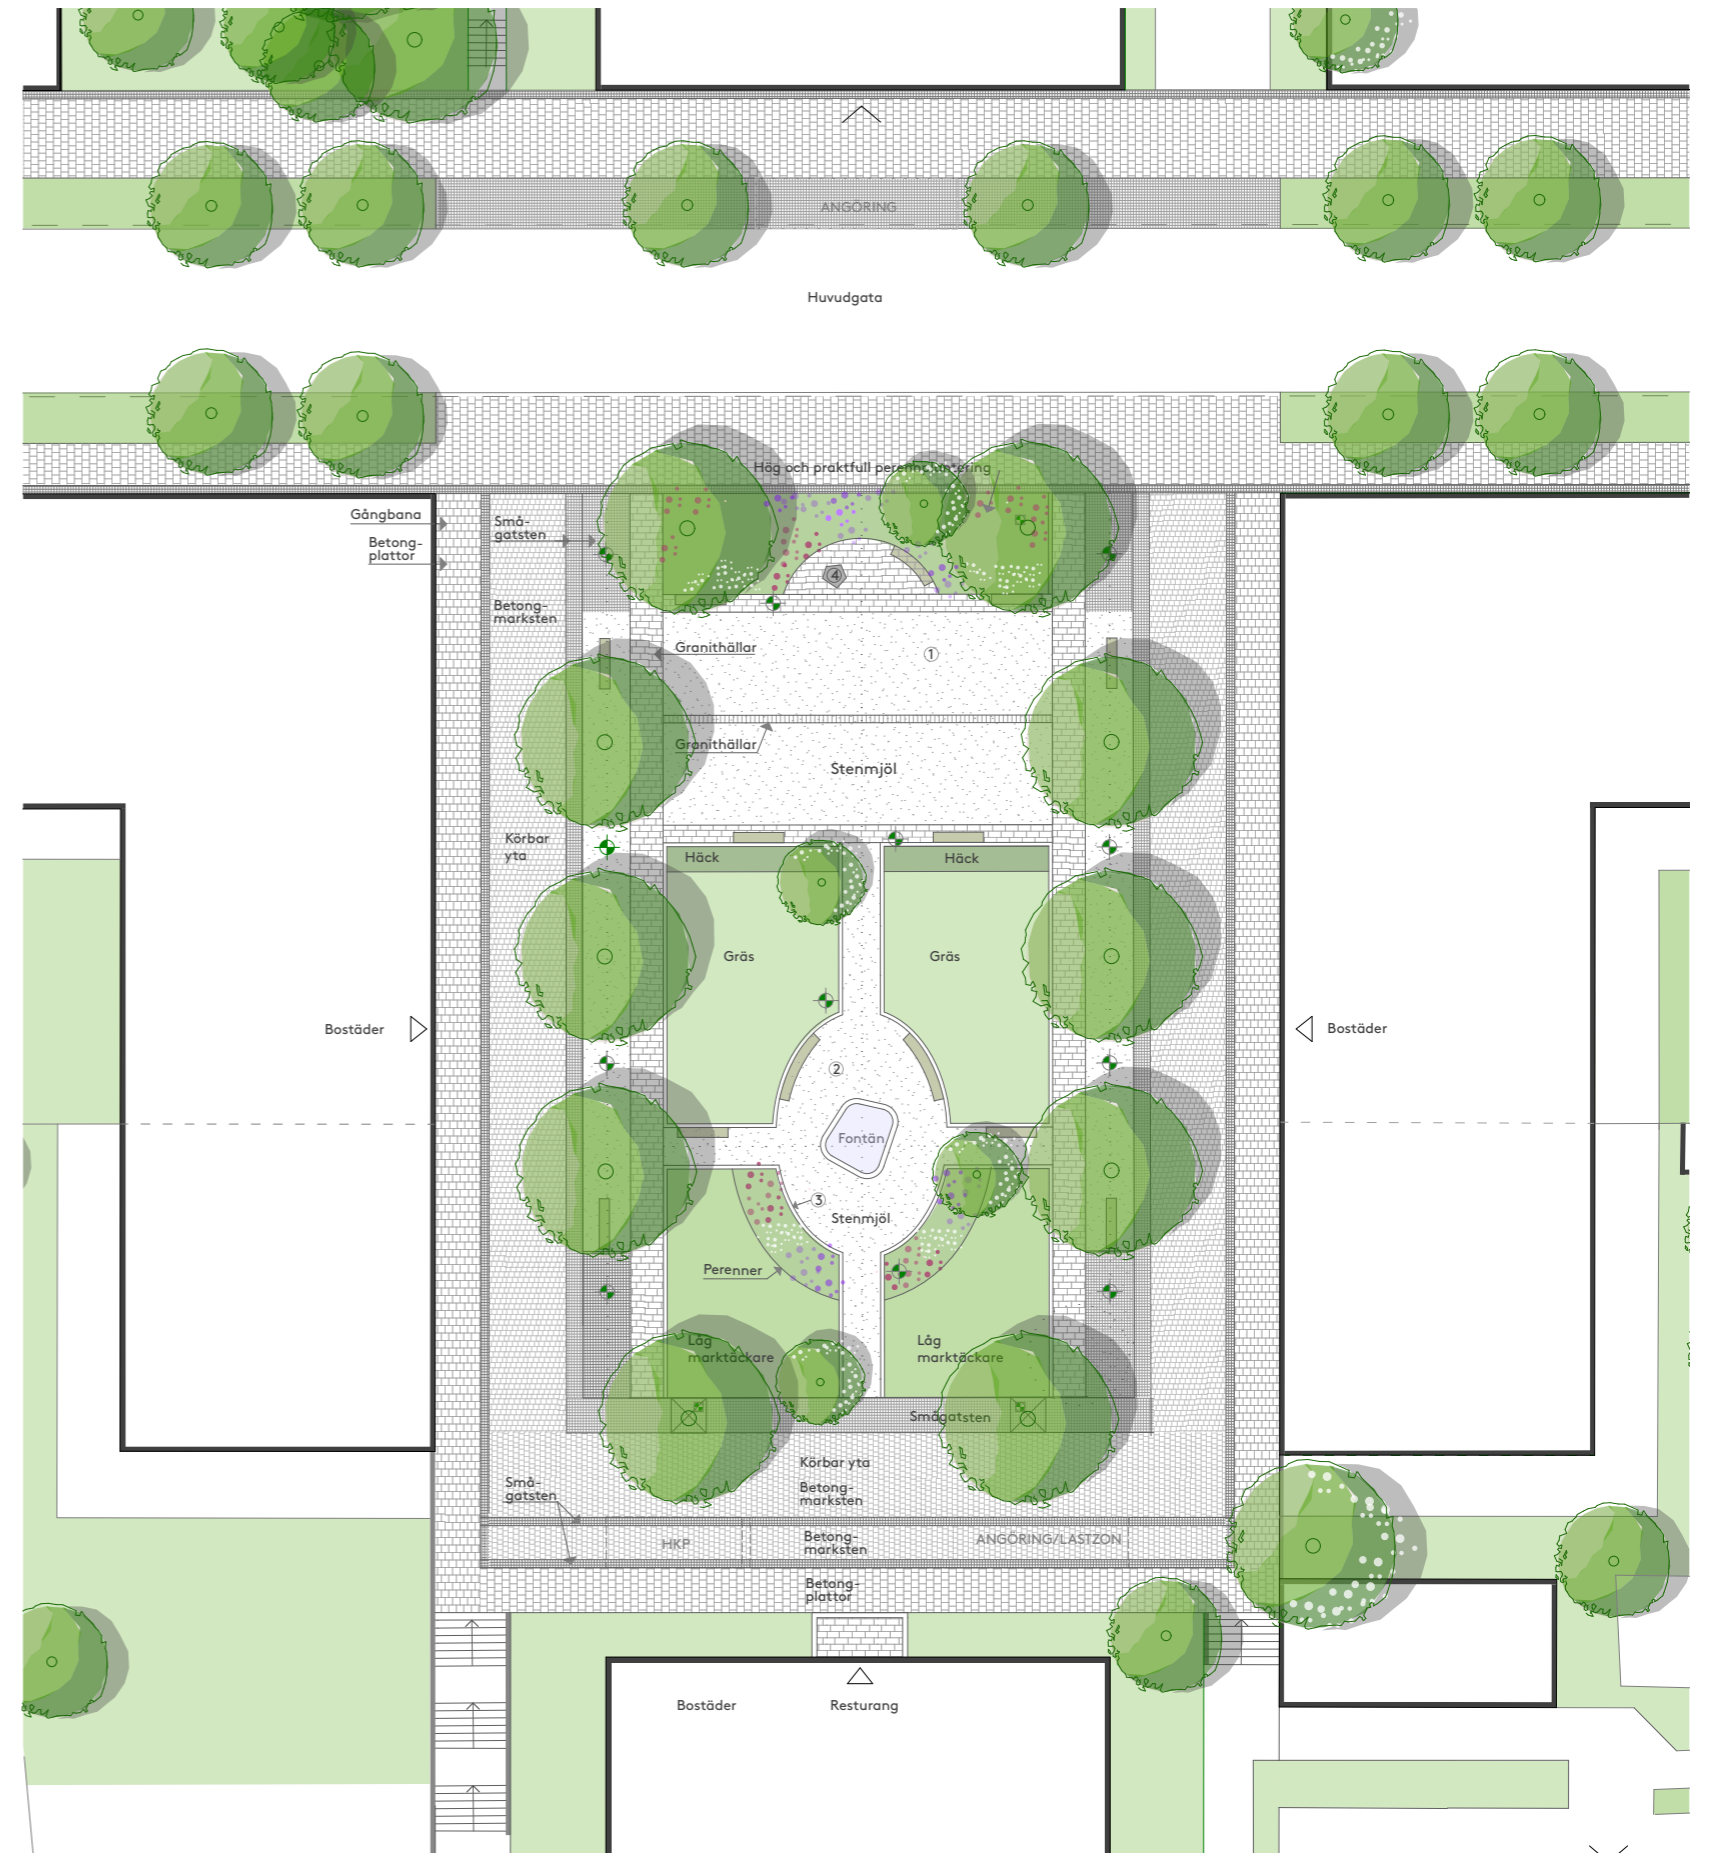 ANGÖRING
Huvudgata
Hög och praktfull perennplantering
Gångbana
Betong-
plattor
Små-
gatsten
4
Betong-
marksten
Granithällar
1
Granithällar
Stenmjöl
Körbar
yta
Häck
Häck
Gräs
Gräs
Bostäder
Bostäder
2
Fontän
3
Stenmjöl
Perenner
Låg
marktäckare
Låg
marktäckare
Smågatsten
Körbar yta
Betong-
marksten
Små-
gatsten
HKP
Betong-
marksten
ANGÖRING/LASTZON
Betong-
plattor
Bostäder
Resturang